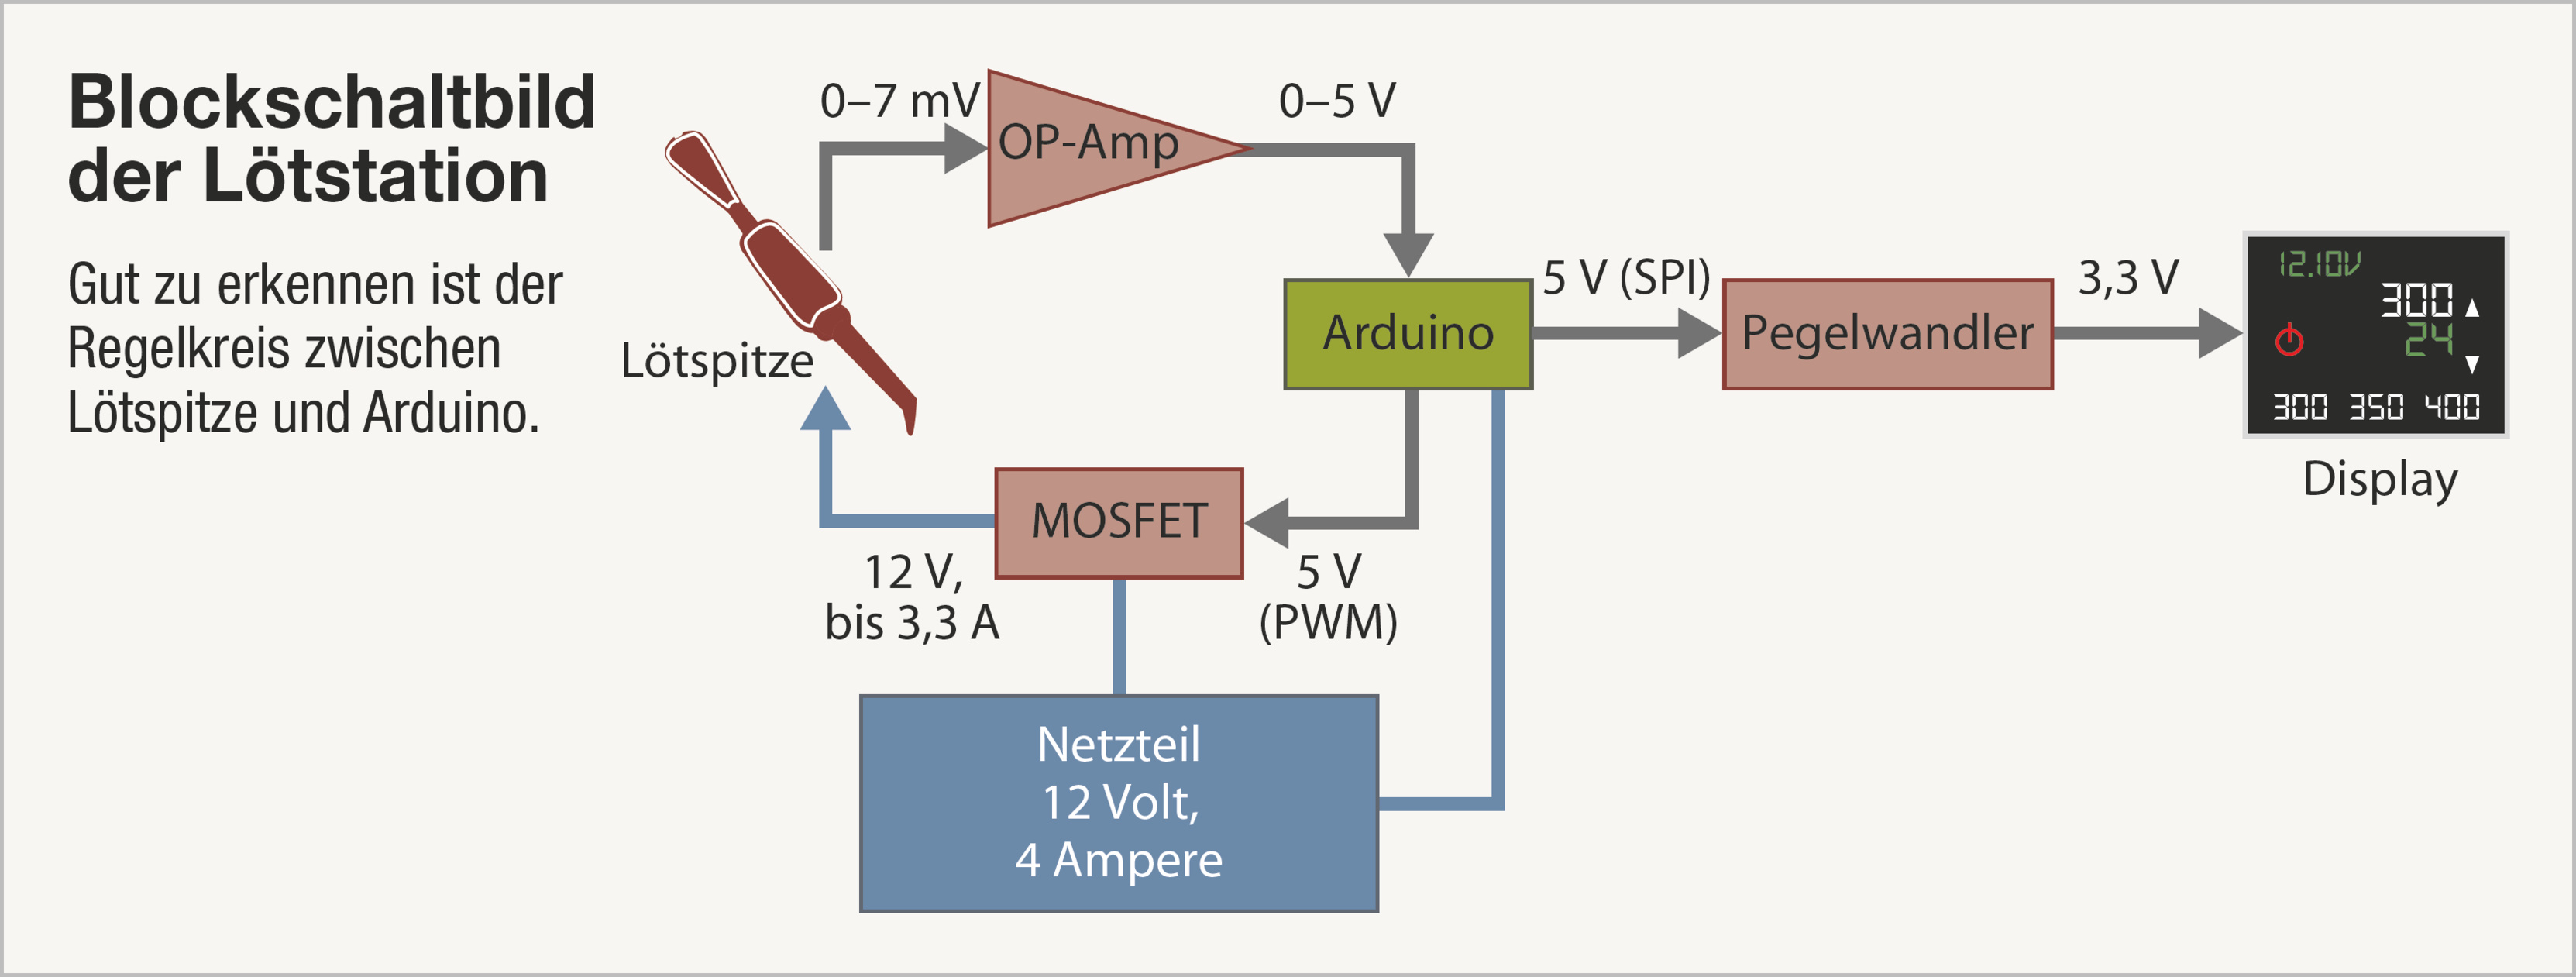 Blockschaltbild
der Lötstation
Gut zu erkennen ist der
Regelkreis zwischen
Lötspitze und Arduino.
0–7 mV
OP-Amp
0–5 V
Lötspitze
Arduino
5 V (SPI)
Pegelwandler
3,3 V
12.10V
300
24
300 350 400
Display
MOSFET
12 V,
bis 3,3 A
5 V
(PWM)
Netzteil
12 Volt,
4 Ampere